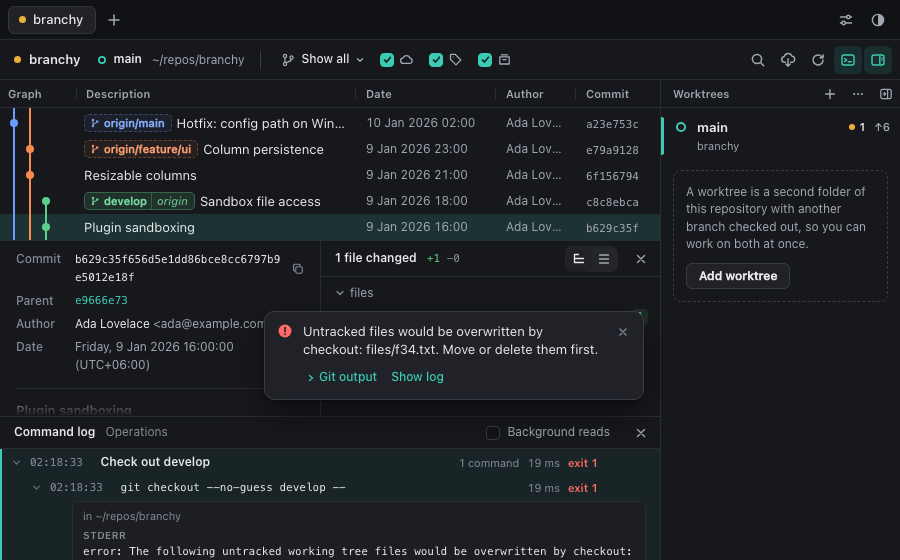 branchy
branchy main ~/repos/branchy Show all
Graph Description Date Author Commit
origin/main Hotfix: config path on Win... 10 Jan 2026 02:00 Ada Lov... a23e753c
origin/feature/ui Column persistence 9 Jan 2026 23:00 Ada Lov... e79a9128
Resizable columns 9 Jan 2026 21:00 Ada Lov... 6f156794
develop origin Sandbox file access 9 Jan 2026 18:00 Ada Lov... c8c8ebca
Plugin sandboxing 9 Jan 2026 16:00 Ada Lov... b629c35f
Worktrees
main 1 ↑6
branchy
A worktree is a second folder of
this repository with another
branch checked out, so you can
work on both at once.
Add worktree
Commit b629c35f656d5e1dd86bce8cc6797b9
e5012e18f
Parent e9666e73
Author Ada Lovelace <ada@example.com
Date Friday, 9 Jan 2026 16:00:00
(UTC+06:00)
Plugin sandboxing
1 file changed +1 −0
files
Untracked files would be overwritten by
checkout: files/f34.txt. Move or delete them first.
Git output Show log
Command log Operations Background reads
02:18:33 Check out develop 1 command 19 ms exit 1
02:18:33 git checkout --no-guess develop -- 19 ms exit 1
in ~/repos/branchy
STDERR
error: The following untracked working tree files would be overwritten by checkout: